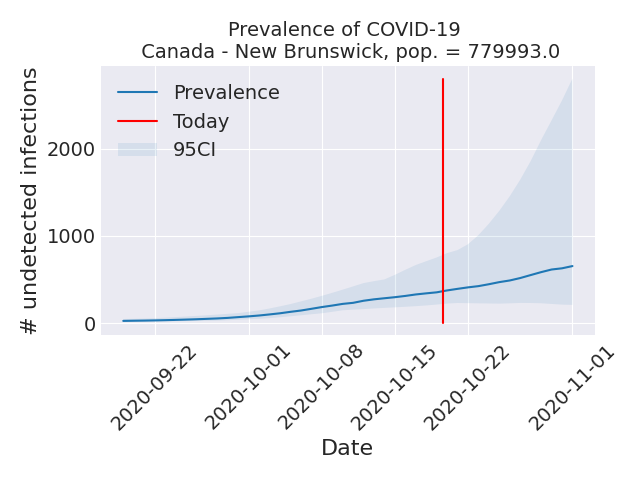 Prevalence of COVID-19
Canada - New Brunswick, pop. = 779993.0
Prevalence
Today
95CI
# undetected infections
2000
1000
0
2020-09-22
2020-10-01
2020-10-08
2020-10-15
2020-10-22
2020-11-01
Date